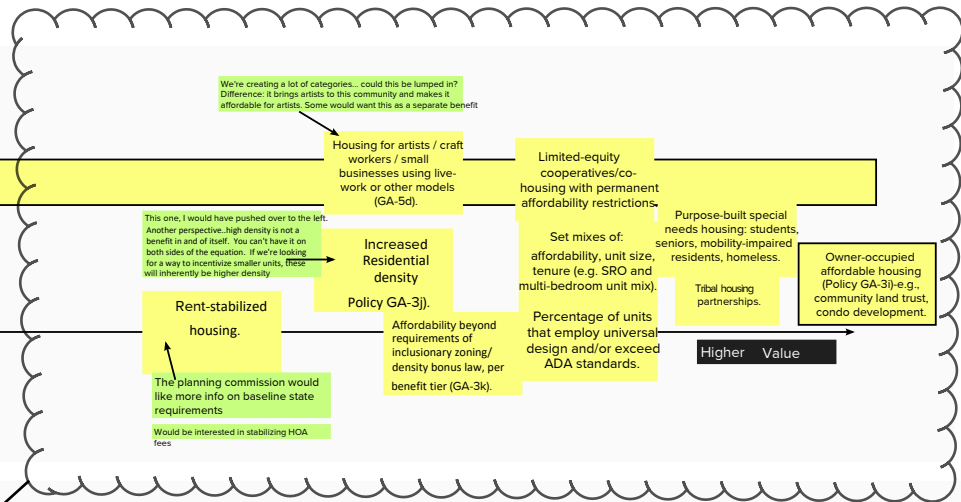 We're creating a lot of categories... could this be lumped in?
Difference: it brings artists to this community and makes it
affordable for artists. Some would want this as a separate benefit
Housing for artists / craft
workers / small
businesses using live-
work or other models
(GA-5d).
Limited-equity
cooperatives/co-
housing with permanent
affordability restrictions.
This one, I would have pushed over to the left.
Another perspective..high density is not a
benefit in and of itself. You can't have it on
both sides of the equation. If we're looking
for a way to incentivize smaller units, these
will inherently be higher density
Increased
Residential
density
Policy GA-3j).
Set mixes of:
affordability, unit size,
tenure (e.g. SRO and
multi-bedroom unit mix).
Purpose-built special
needs housing: students,
seniors, mobility-impaired
residents, homeless.
Owner-occupied
affordable housing
(Policy GA-3i)-e.g.,
community land trust,
condo development.
Tribal housing
partnerships.
Rent-stabilized
housing.
Affordability beyond
requirements of
inclusionary zoning/
density bonus law, per
benefit tier (GA-3k).
Percentage of units
that employ universal
design and/or exceed
ADA standards.
Higher Value
The planning commission would
like more info on baseline state
requirements
Would be interested in stabilizing HOA
fees